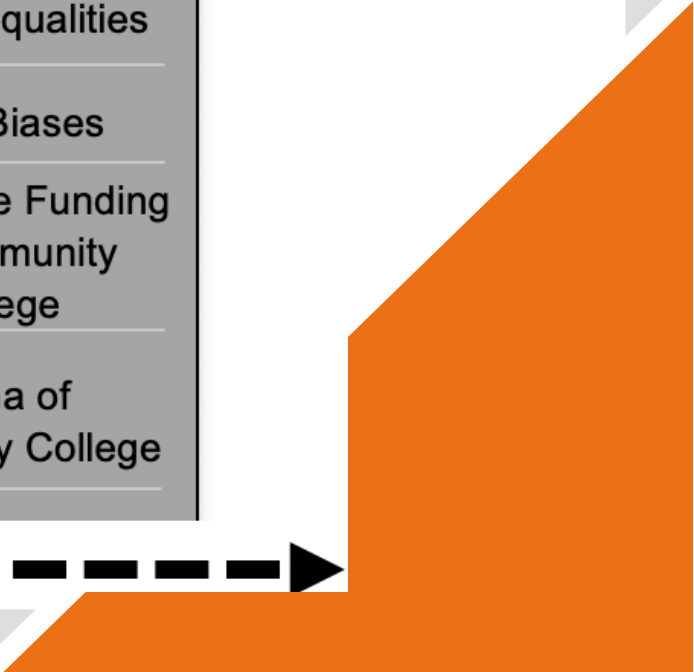 qualities
Biases
e Funding
munity
ege
a of
y College